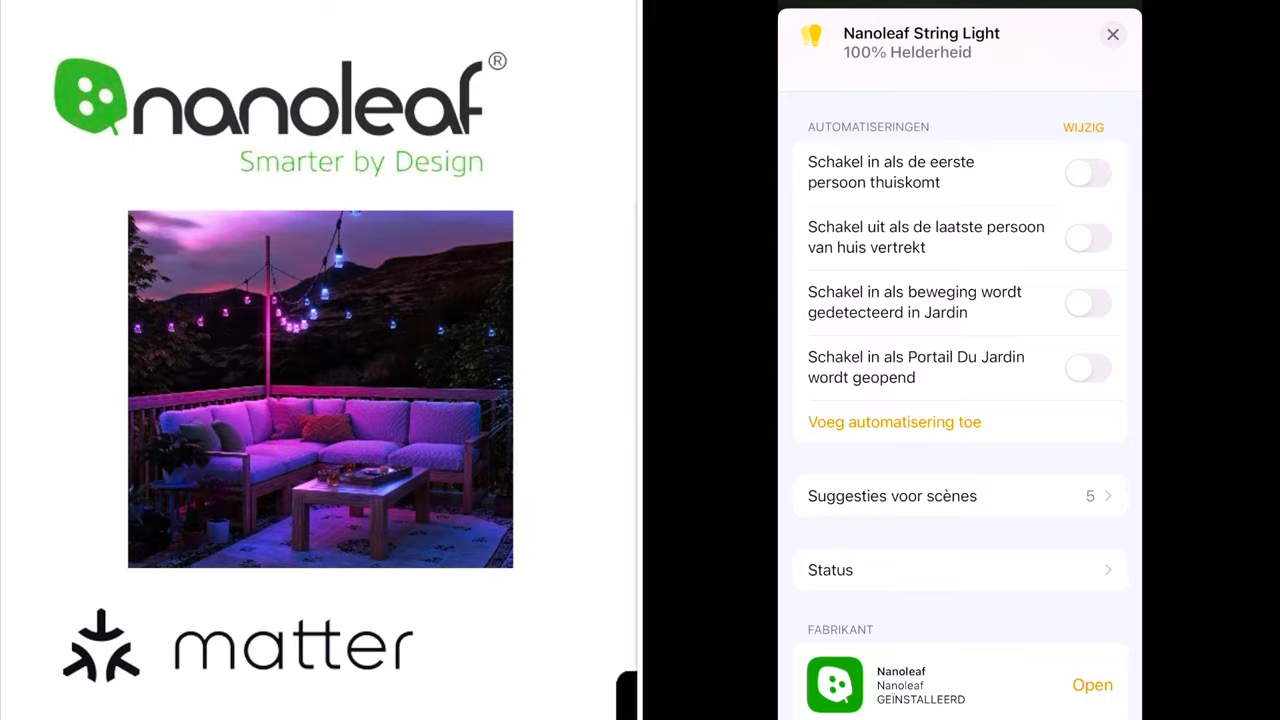 nanoleaf®
Smarter by Design
matter
Nanoleaf String Light
100% Helderheid
AUTOMATISERINGEN
WIJZIG
Schakel in als de eerste
persoon thuiskomt
Schakel uit als de laatste persoon
van huis vertrekt
Schakel in als beweging wordt
gedetecteerd in Jardin
Schakel in als Portail Du Jardin
wordt geopend
Voeg automatisering toe
Suggesties voor scènes
5
Status
FABRIKANT
Nanoleaf
Nanoleaf
GEÏNSTALLEERD
Open